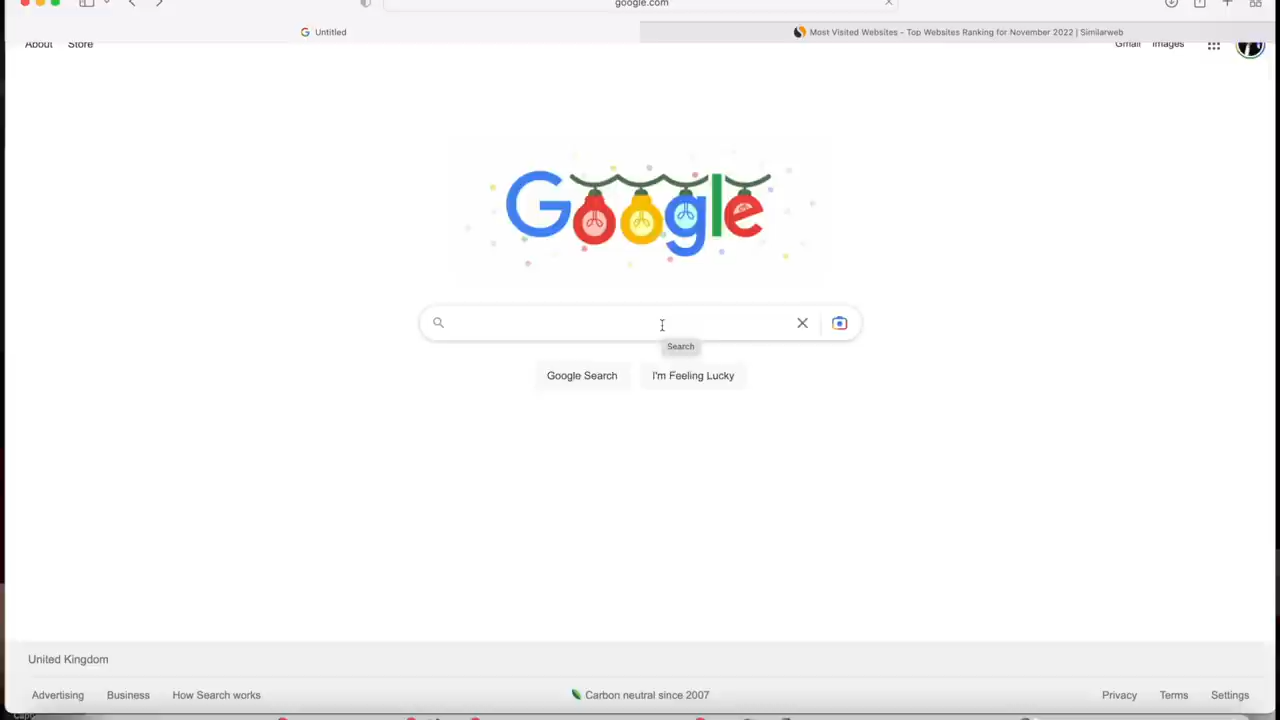 google.com
Untitled
Most Visited Websites - Top Websites Ranking for November 2022 | Similarweb
About
Store
Gmail
Images
Google
Search
Google Search
I'm Feeling Lucky
United Kingdom
Advertising
Business
How Search works
Carbon neutral since 2007
Privacy
Terms
Settings